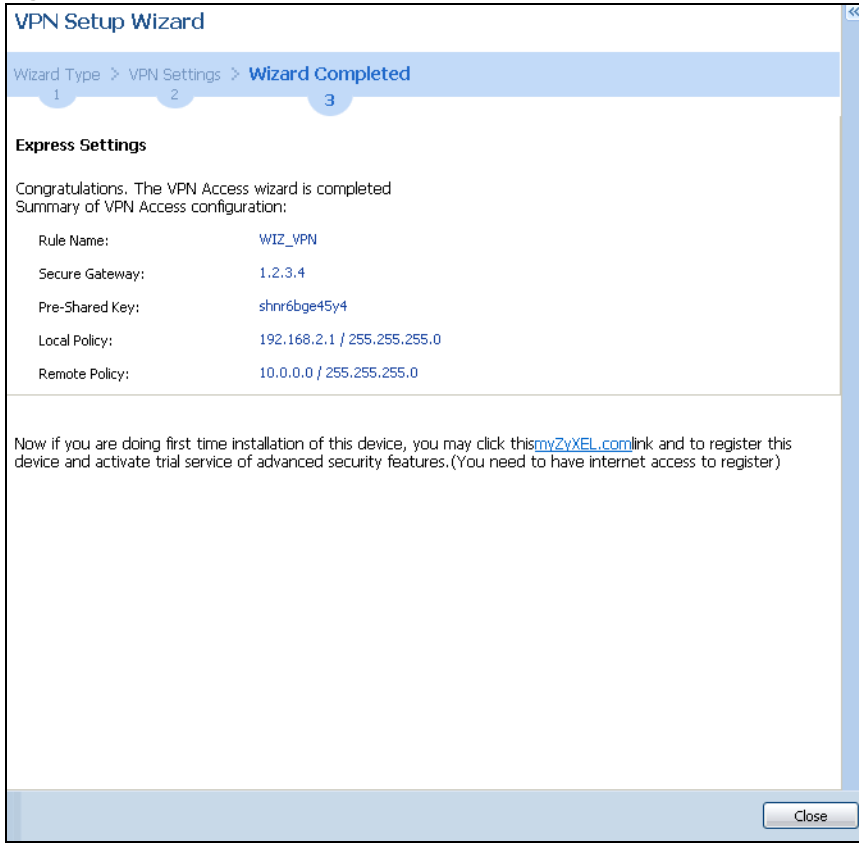 VPN Setup Wizard
Wizard Type > VPN Settings > Wizard Completed
1 2 3
Express Settings
Congratulations. The VPN Access wizard is completed
Summary of VPN Access configuration:
Rule Name: WIZ_VPN
Secure Gateway: 1.2.3.4
Pre-Shared Key: shnr6bge45y4
Local Policy: 192.168.2.1 / 255.255.255.0
Remote Policy: 10.0.0.0 / 255.255.255.0
Now if you are doing first time installation of this device, you may click thismyZyXEL.comlink and to register this
device and activate trial service of advanced security features.(You need to have internet access to register)
Close